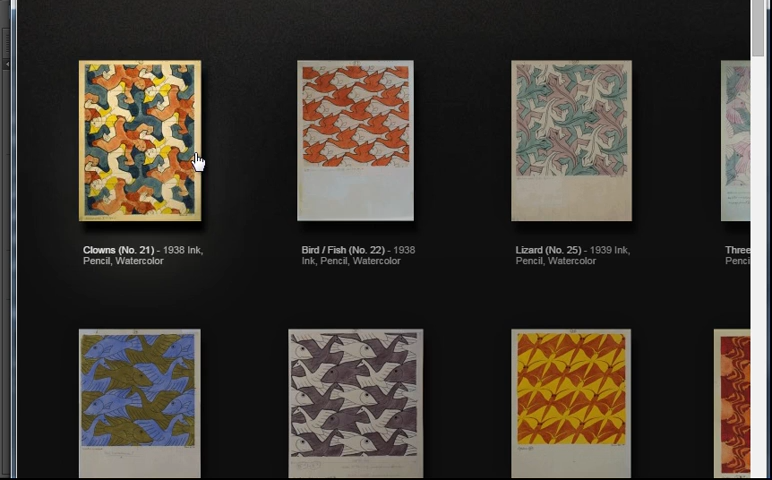 Clowns (No. 21) - 1938 Ink,
Pencil, Watercolor
Bird / Fish (No. 22) - 1938
Ink, Pencil, Watercolor
Lizard (No. 25) - 1939 Ink,
Pencil, Watercolor
Three
Penci